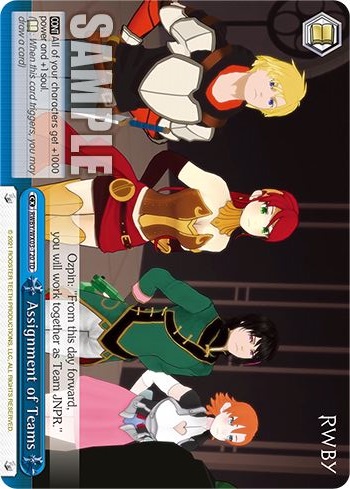 RWBY
Ozpin: "From this day forward,
you will work together as Team JNPR."
SAMPLE
CONT All of your characters get +1000
power and +1 soul.
When this card triggers, you may
draw a card)
CC
Assignment of Teams
©2021 ROOSTER TEETH PRODUCTIONS, LLC. ALL RIGHTS RESERVED.